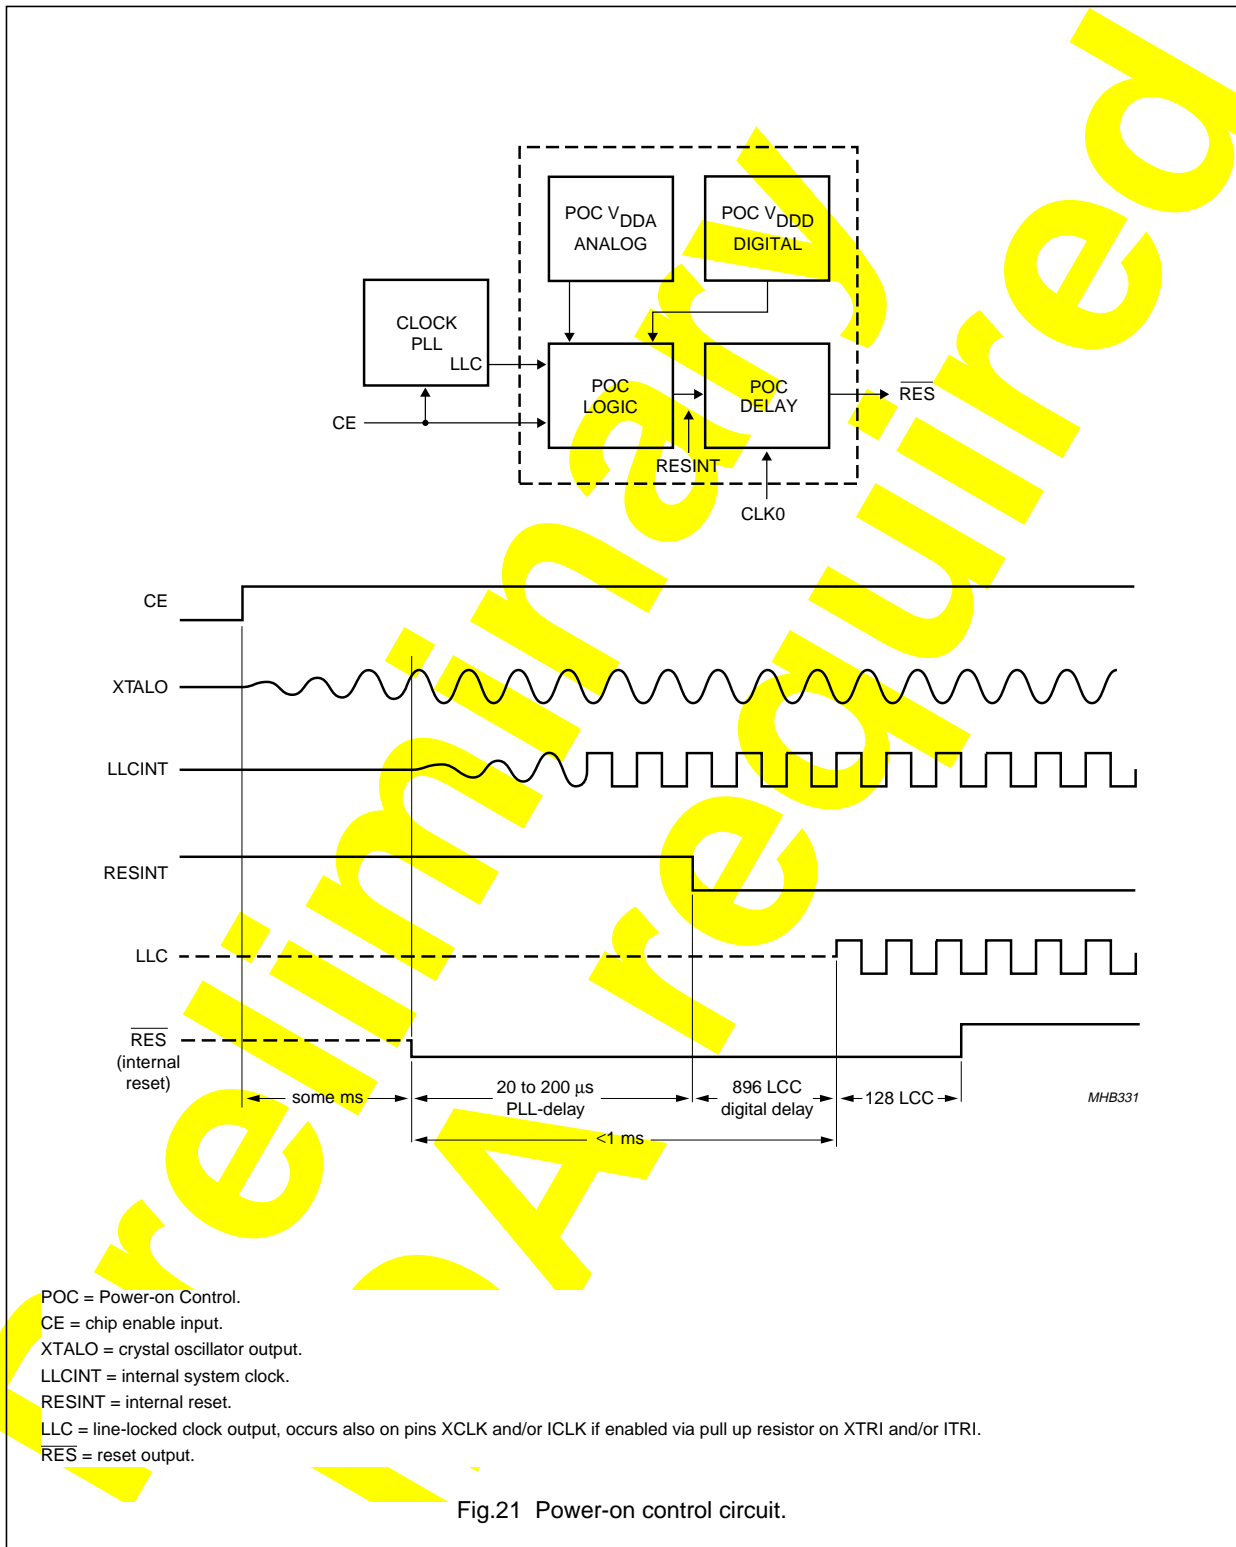 POC VDDA
ANALOG
POC VDDD
DIGITAL
CLOCK
PLL
LLC
POC
LOGIC
POC
DELAY
RES
CE
RESINT
CLK0
CE
XTALO
LLCINT
RESINT
LLC
RES
(internal
reset)
some ms
20 to 200 µs
PLL-delay
896 LCC
digital delay
128 LCC
<1 ms
MHB331
POC = Power-on Control.
CE = chip enable input.
XTALO = crystal oscillator output.
LLCINT = internal system clock.
RESINT = internal reset.
LLC = line-locked clock output, occurs also on pins XCLK and/or ICLK if enabled via pull up resistor on XTRI and/or ITRI.
RES = reset output.
Fig.21 Power-on control circuit.
Preliminary
required